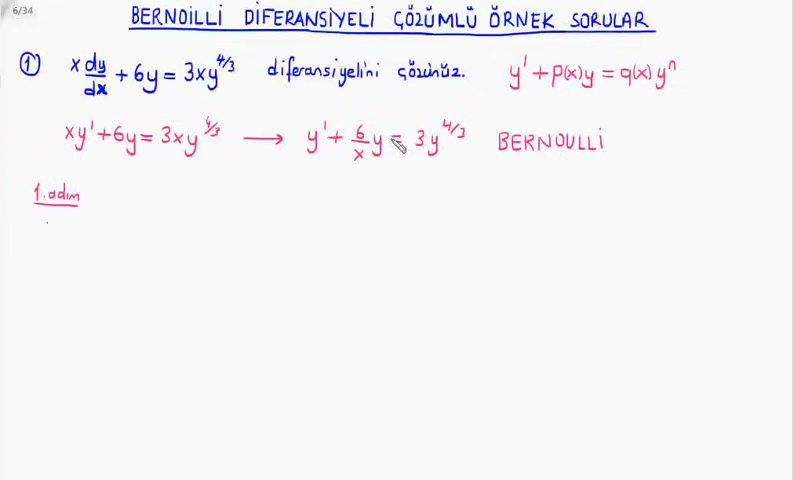 6/34
BERNOİLLİ DİFERANSİYELİ ÇÖZÜMLÜ ÖRNEK SORULAR
① x dy/dx + 6y = 3xy^4/3 diferansiyelini çözünüz. y' + p(x)y = q(x)y^n
xy' + 6y = 3xy^4/3 → y' + 6/x y = 3y^4/3 BERNOULLİ
1. adım